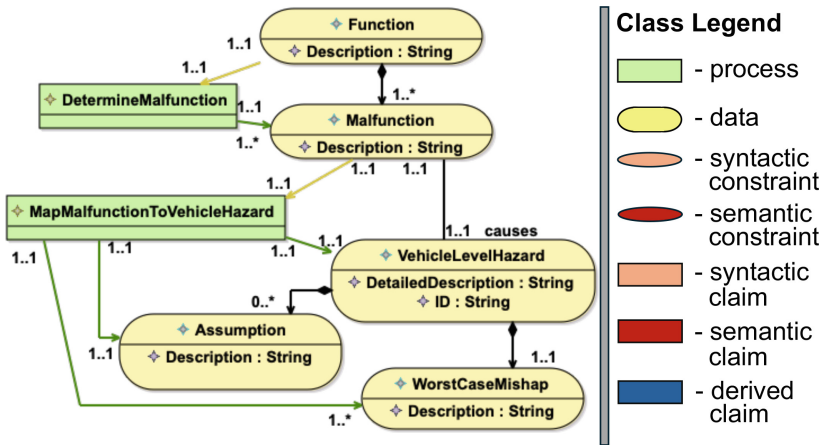 Function
Description : String
1..1
1..1
DetermineMalfunction
1..1
1..*
1..*
Malfunction
Description : String
1..1
1..1
1..1
MapMalfunctionToVehicleHazard
1..1
1..1
1..1
1..1
1..1
causes
VehicleLevelHazard
DetailedDescription : String
ID : String
0..*
Assumption
Description : String
1..1
1..1
WorstCaseMishap
Description : String
1..*
Class Legend
- process
- data
- syntactic
constraint
- semantic
constraint
- syntactic
claim
- semantic
claim
- derived
claim